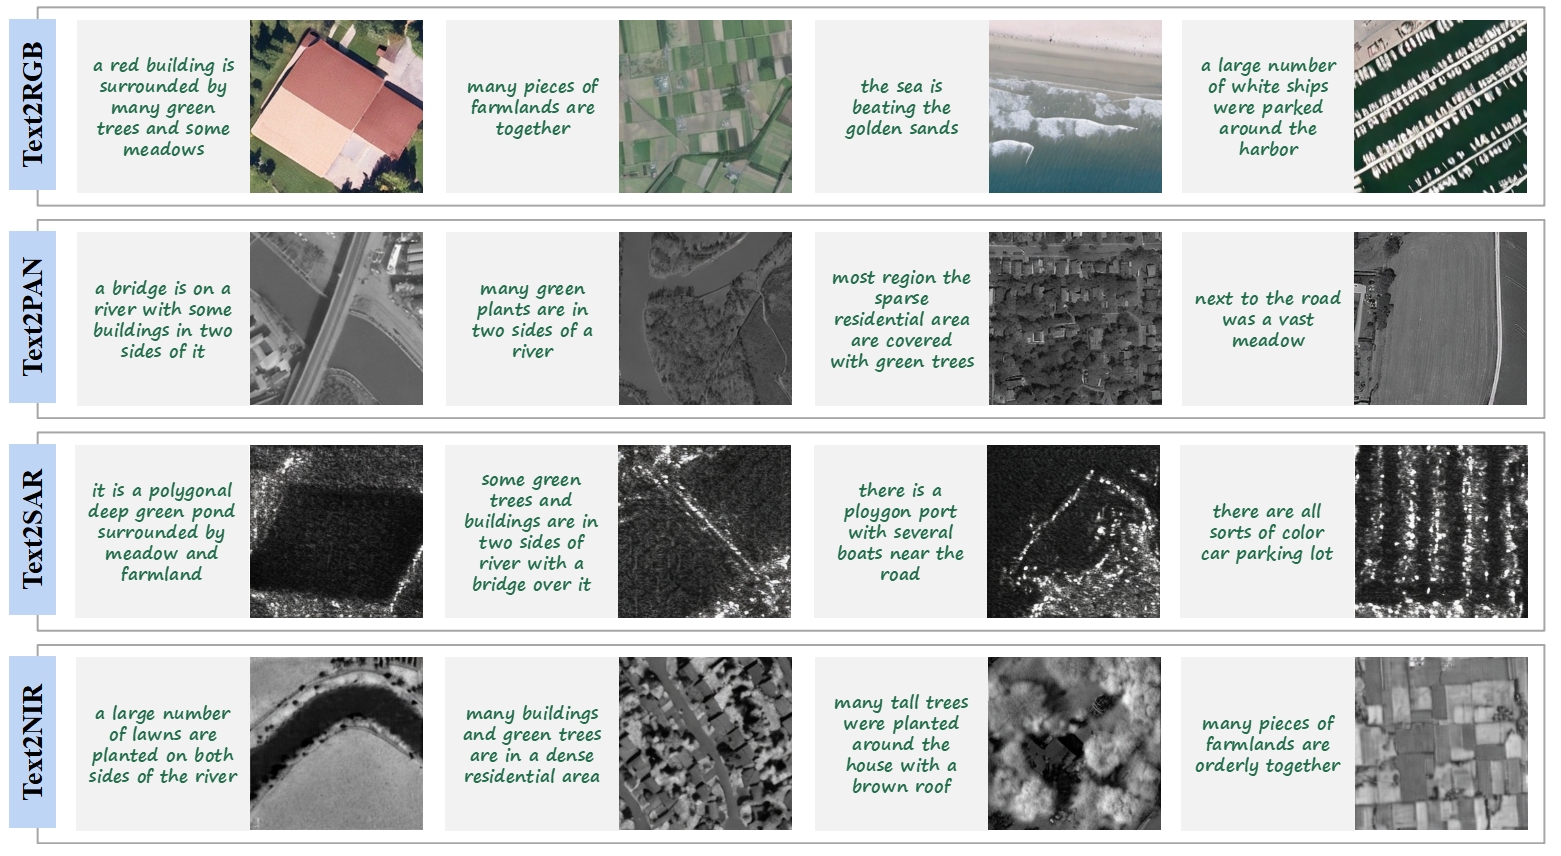 Text2RGB
a red building is
surrounded by
many green
trees and some
meadows
many pieces of
farmlands are
together
the sea is
beating the
golden sands
a large number
of white ships
were parked
around the
harbor
Text2PAN
a bridge is on a
river with some
buildings in two
sides of it
many green
plants are in
two sides of a
river
most region the
sparse
residential area
are covered
with green trees
next to the road
was a vast
meadow
Text2SAR
it is a polygonal
deep green pond
surrounded by
meadow and
farmland
some green
trees and
buildings are in
two sides of
river with a
bridge over it
there is a
ploygon port
with several
boats near the
road
there are all
sorts of color
car parking lot
Text2NIR
a large number
of lawns are
planted on both
sides of the river
many buildings
and green trees
are in a dense
residential area
many tall trees
were planted
around the
house with a
brown roof
many pieces of
farmlands are
orderly together